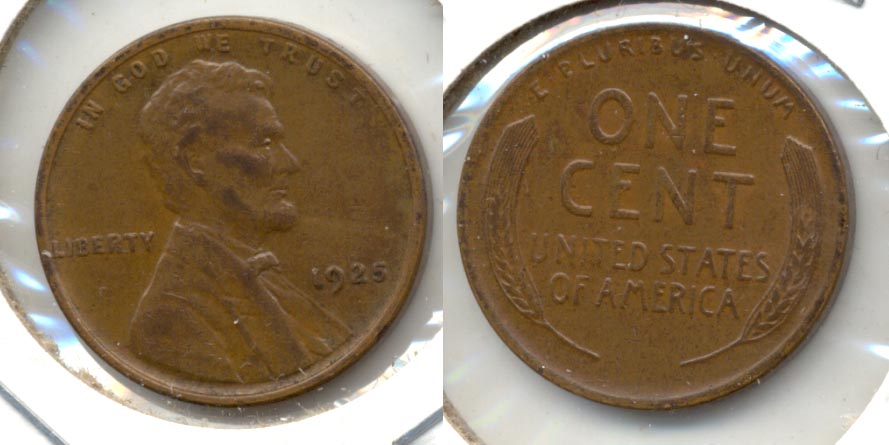 IN GOD WE TRUST
LIBERTY
1925
E PLURIBUS UNUM
ONE
CENT
UNITED STATES
OF AMERICA